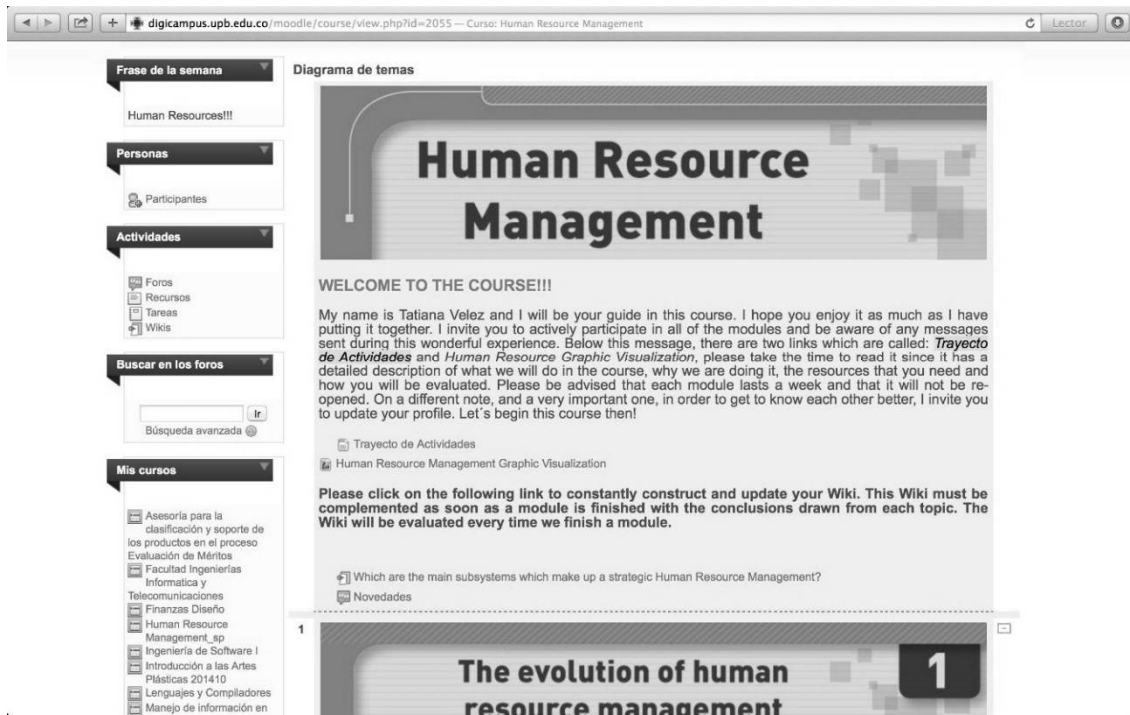 digicampus.upb.edu.co/moodle/course/view.php?id=2055 — Curso: Human Resource Management
Lector
Frase de la semana
Human Resources!!!
Personas
Participantes
Actividades
Foros
Recursos
Tareas
Wikis
Buscar en los foros
Ir
Búsqueda avanzada
Mis cursos
Asesoría para la
clasificación y soporte de
los productos en el proceso
Evaluación de Méritos
Facultad Ingenierías
Informatica y
Telecomunicaciones
Finanzas Diseño
Human Resource
Management_sp
Ingeniería de Software I
Introducción a las Artes
Plásticas 201410
Lenguajes y Compiladores
Manejo de información en
Diagrama de temas
Human Resource
Management
WELCOME TO THE COURSE!!!
My name is Tatiana Velez and I will be your guide in this course. I hope you enjoy it as much as I have
putting it together. I invite you to actively participate in all of the modules and be aware of any messages
sent during this wonderful experience. Below this message, there are two links which are called: Trayecto
de Actividades and Human Resource Graphic Visualization, please take the time to read it since it has a
detailed description of what we will do in the course, why we are doing it, the resources that you need and
how you will be evaluated. Please be advised that each module lasts a week and that it will not be re-
opened. On a different note, and a very important one, in order to get to know each other better, I invite you
to update your profile. Let´s begin this course then!
Trayecto de Actividades
Human Resource Management Graphic Visualization
Please click on the following link to constantly construct and update your Wiki. This Wiki must be
complemented as soon as a module is finished with the conclusions drawn from each topic. The
Wiki will be evaluated every time we finish a module.
Which are the main subsystems which make up a strategic Human Resource Management?
Novedades
1
The evolution of human
resource management
1